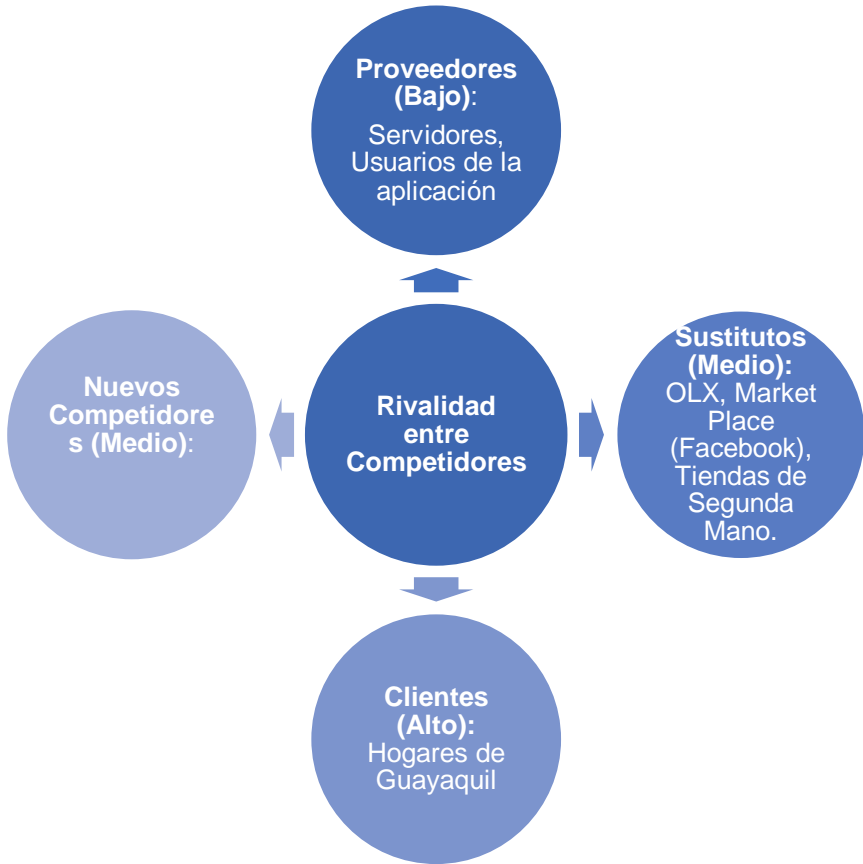 Proveedores
(Bajo):
Servidores,
Usuarios de la
aplicación
Nuevos
Competidore
s (Medio):
Rivalidad
entre
Competidores
Sustitutos
(Medio):
OLX, Market
Place
(Facebook),
Tiendas de
Segunda
Mano.
Clientes
(Alto):
Hogares de
Guayaquil